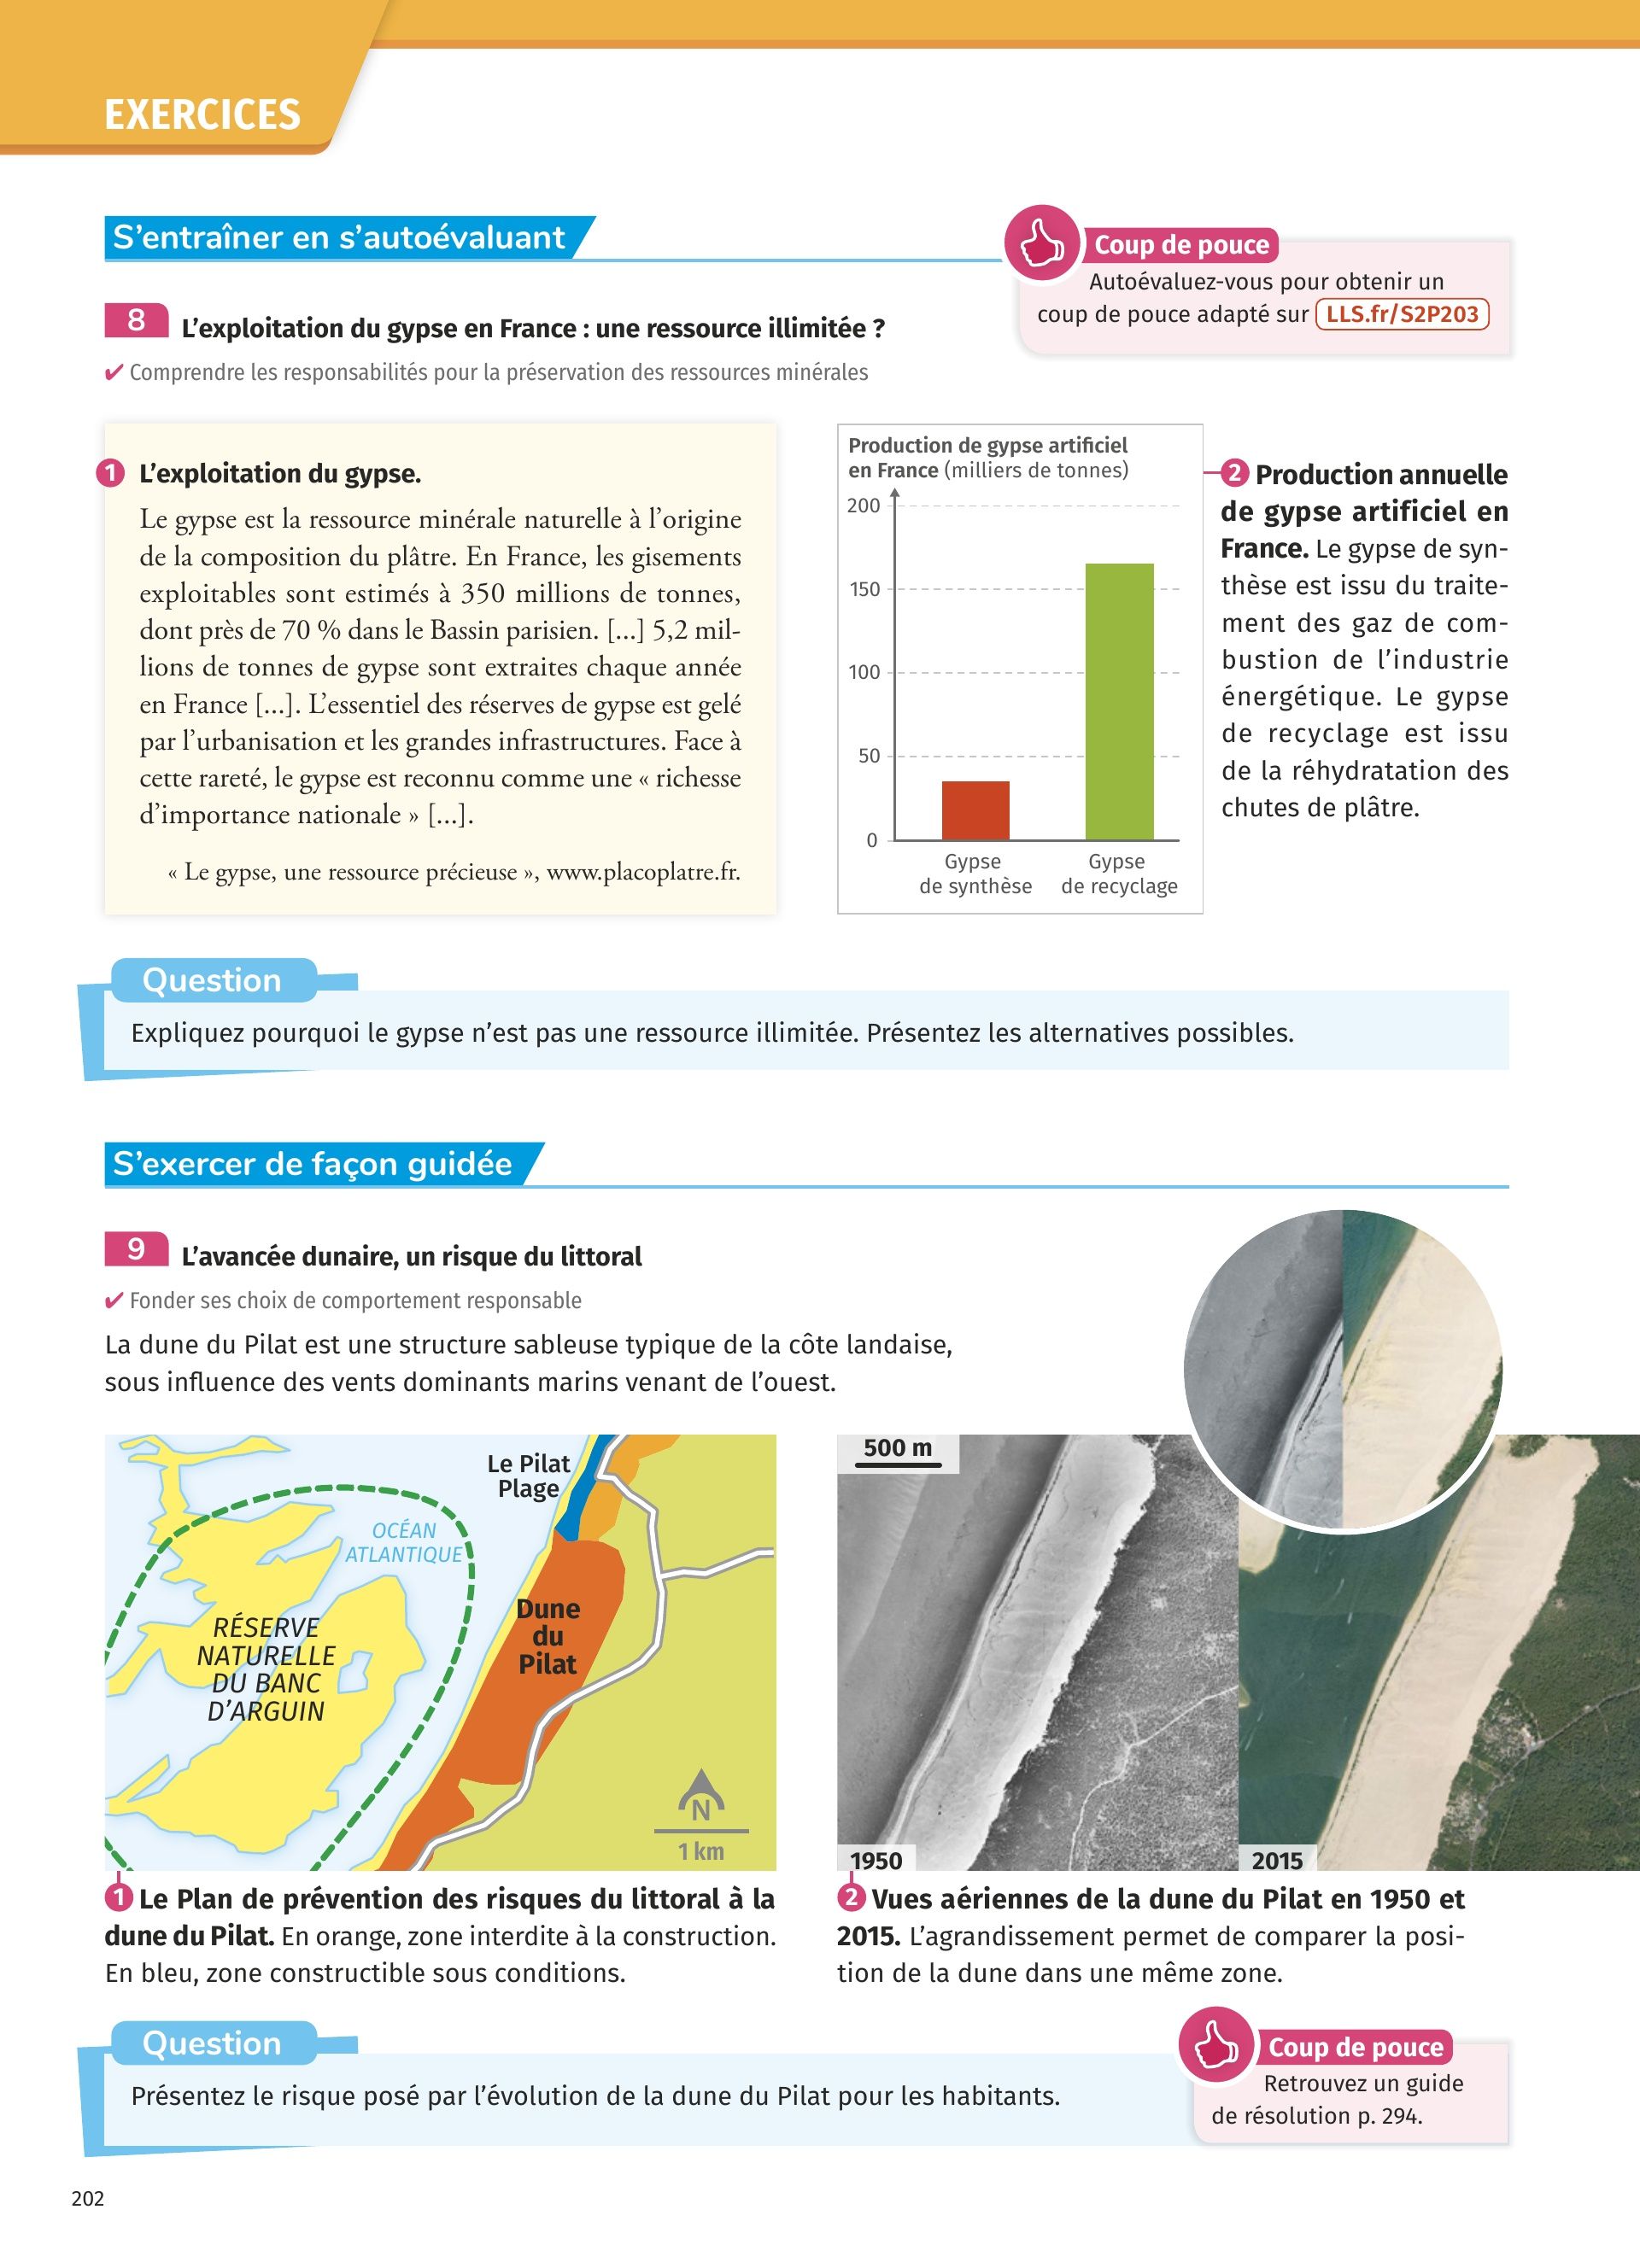 EXERCICES
S’entraîner en s’autoévaluant
Coup de pouce
Autoévaluez-vous pour obtenir un
coup de pouce adapté sur LLS.fr/S2P203
8 L’exploitation du gypse en France : une ressource illimitée ?
✔ Comprendre les responsabilités pour la préservation des ressources minérales
1 L’exploitation du gypse.
Le gypse est la ressource minérale naturelle à l’origine
de la composition du plâtre. En France, les gisements
exploitables sont estimés à 350 millions de tonnes,
dont près de 70 % dans le Bassin parisien. [...] 5,2 mil-
lions de tonnes de gypse sont extraites chaque année
en France [...]. L’essentiel des réserves de gypse est gelé
par l’urbanisation et les grandes infrastructures. Face à
cette rareté, le gypse est reconnu comme une « richesse
d’importance nationale » [...].
« Le gypse, une ressource précieuse », www.placoplatre.fr.
Production de gypse artificiel
en France (milliers de tonnes)
200
150
100
50
0
Gypse
de synthèse
Gypse
de recyclage
2 Production annuelle
de gypse artificiel en
France. Le gypse de syn-
thèse est issu du traite-
ment des gaz de com-
bustion de l’industrie
énergétique. Le gypse
de recyclage est issu
de la réhydratation des
chutes de plâtre.
Question
Expliquez pourquoi le gypse n’est pas une ressource illimitée. Présentez les alternatives possibles.
S’exercer de façon guidée
9 L’avancée dunaire, un risque du littoral
✔ Fonder ses choix de comportement responsable
La dune du Pilat est une structure sableuse typique de la côte landaise,
sous influence des vents dominants marins venant de l’ouest.
Le Pilat
Plage
OCÉAN
ATLANTIQUE
RÉSERVE
NATURELLE
DU BANC
D’ARGUIN
Dune
du
Pilat
N
1 km
500 m
1950
2015
1 Le Plan de prévention des risques du littoral à la
dune du Pilat. En orange, zone interdite à la construction.
En bleu, zone constructible sous conditions.
2 Vues aériennes de la dune du Pilat en 1950 et
2015. L’agrandissement permet de comparer la posi-
tion de la dune dans une même zone.
Question
Présentez le risque posé par l’évolution de la dune du Pilat pour les habitants.
Coup de pouce
Retrouvez un guide
de résolution p. 294.
202